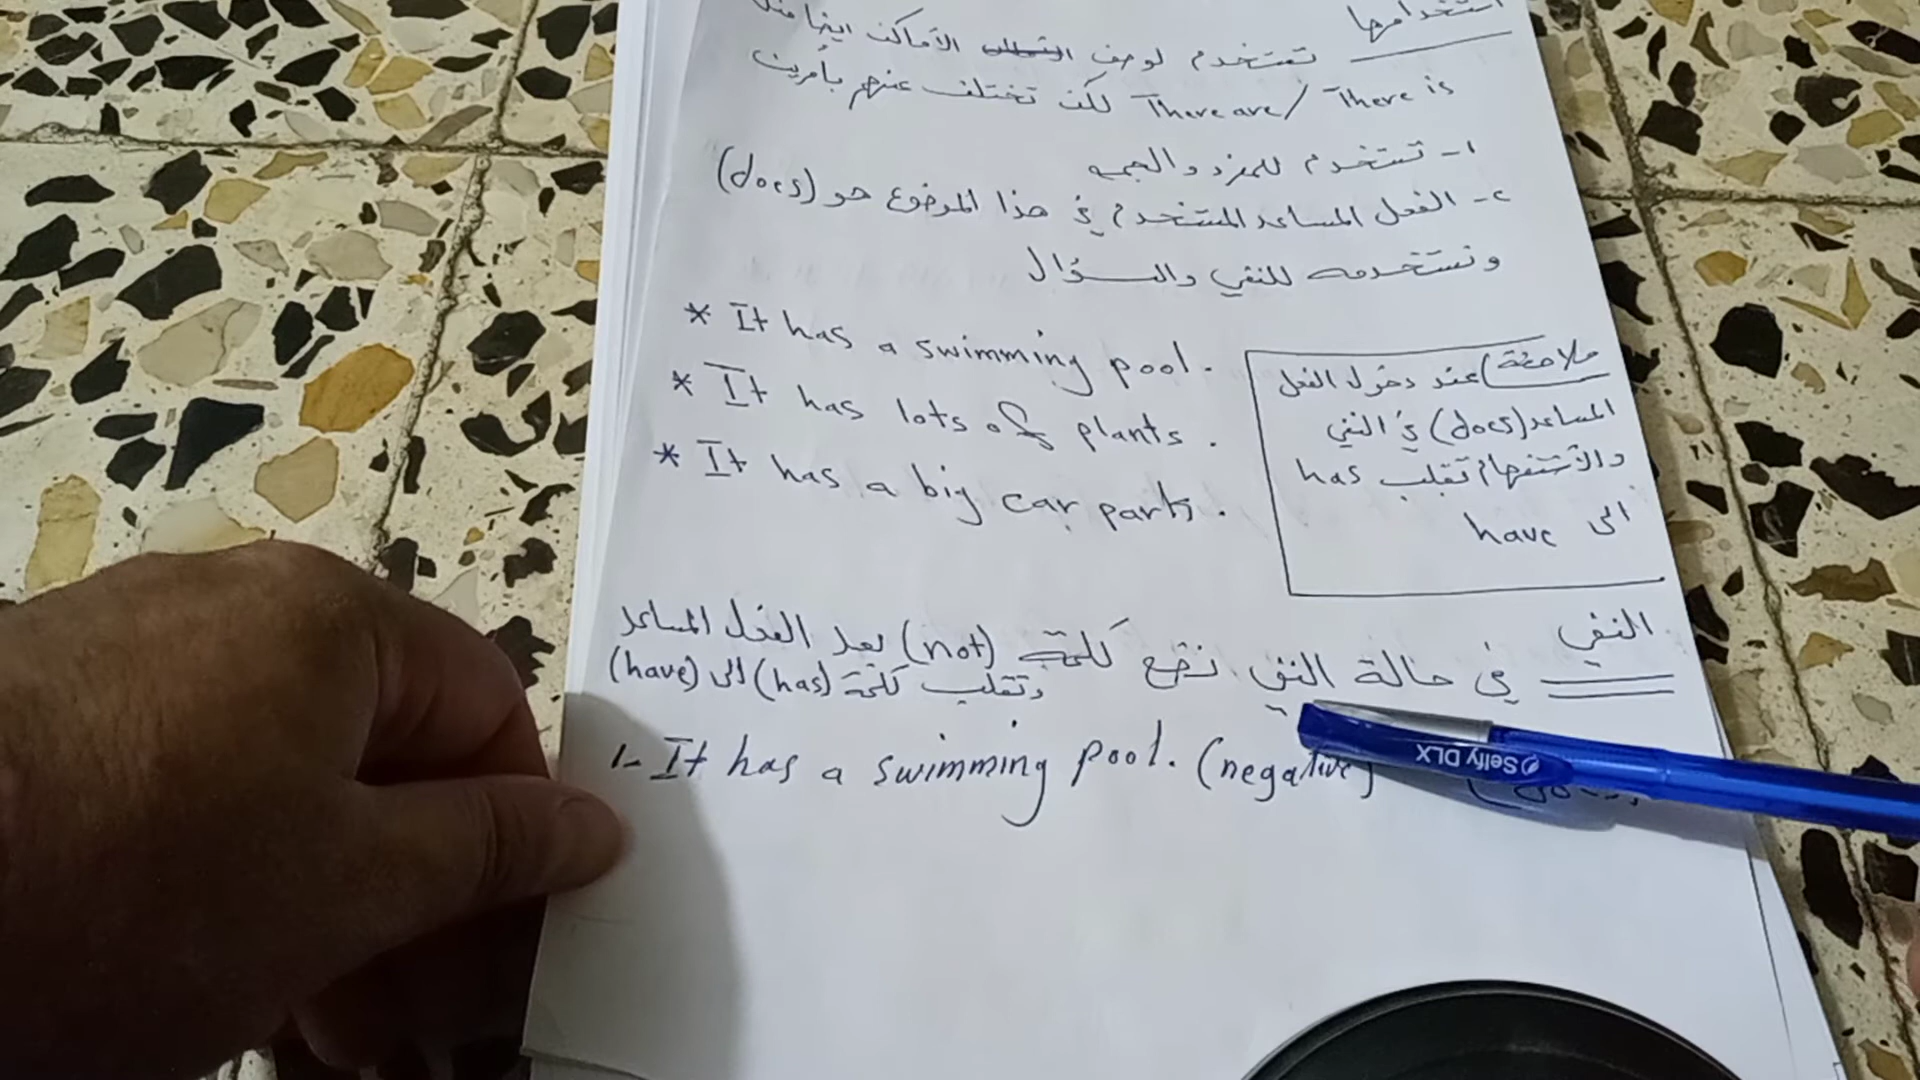 استخدامها
تستخدم لوصف الأماكن ايضا مثل
There are / There is لكن تختلف عنهم بأمرين
١- تستخدم للمفرد والجمع
٢- الفعل المساعد المستخدم في هذا الموضوع هو (does)
ونستخدمه للنفي والسؤال
* It has a swimming pool.
* It has lots of plants.
* It has a big car park.
ملاحظة) عند دخول الفعل
المساعد (does) في النفي
والأستفهام تقلب has
الى have
النفي
في حالة النفي نضع كلمة (not) بعد الفعل المساعد
وتقلب كلمة (has) الى (have)
1- It has a swimming pool. (negative)
Selfy DLX